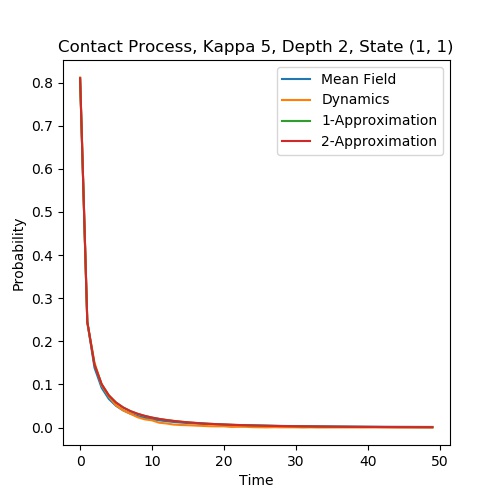 Contact Process, Kappa 5, Depth 2, State (1, 1)
Mean Field
Dynamics
1-Approximation
2-Approximation
0.8
0.7
0.6
0.5
0.4
0.3
0.2
0.1
0.0
Probability
0 10 20 30 40 50
Time